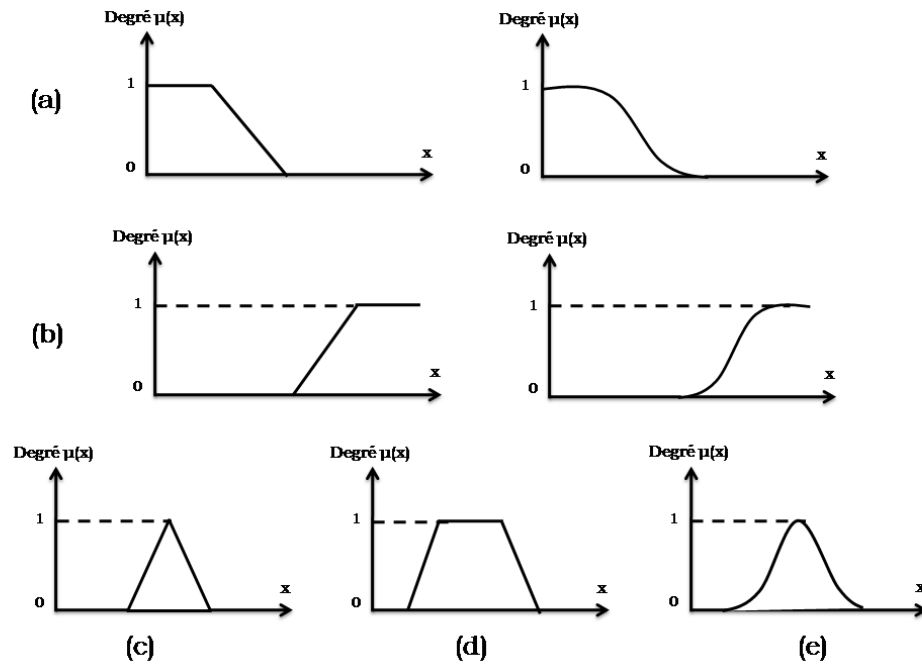 Degré μ(x)
1
0
x
(a)
Degré μ(x)
1
0
x
Degré μ(x)
1
0
x
(b)
Degré μ(x)
1
0
x
Degré μ(x)
1
0
x
(c)
Degré μ(x)
1
0
x
(d)
Degré μ(x)
1
0
x
(e)